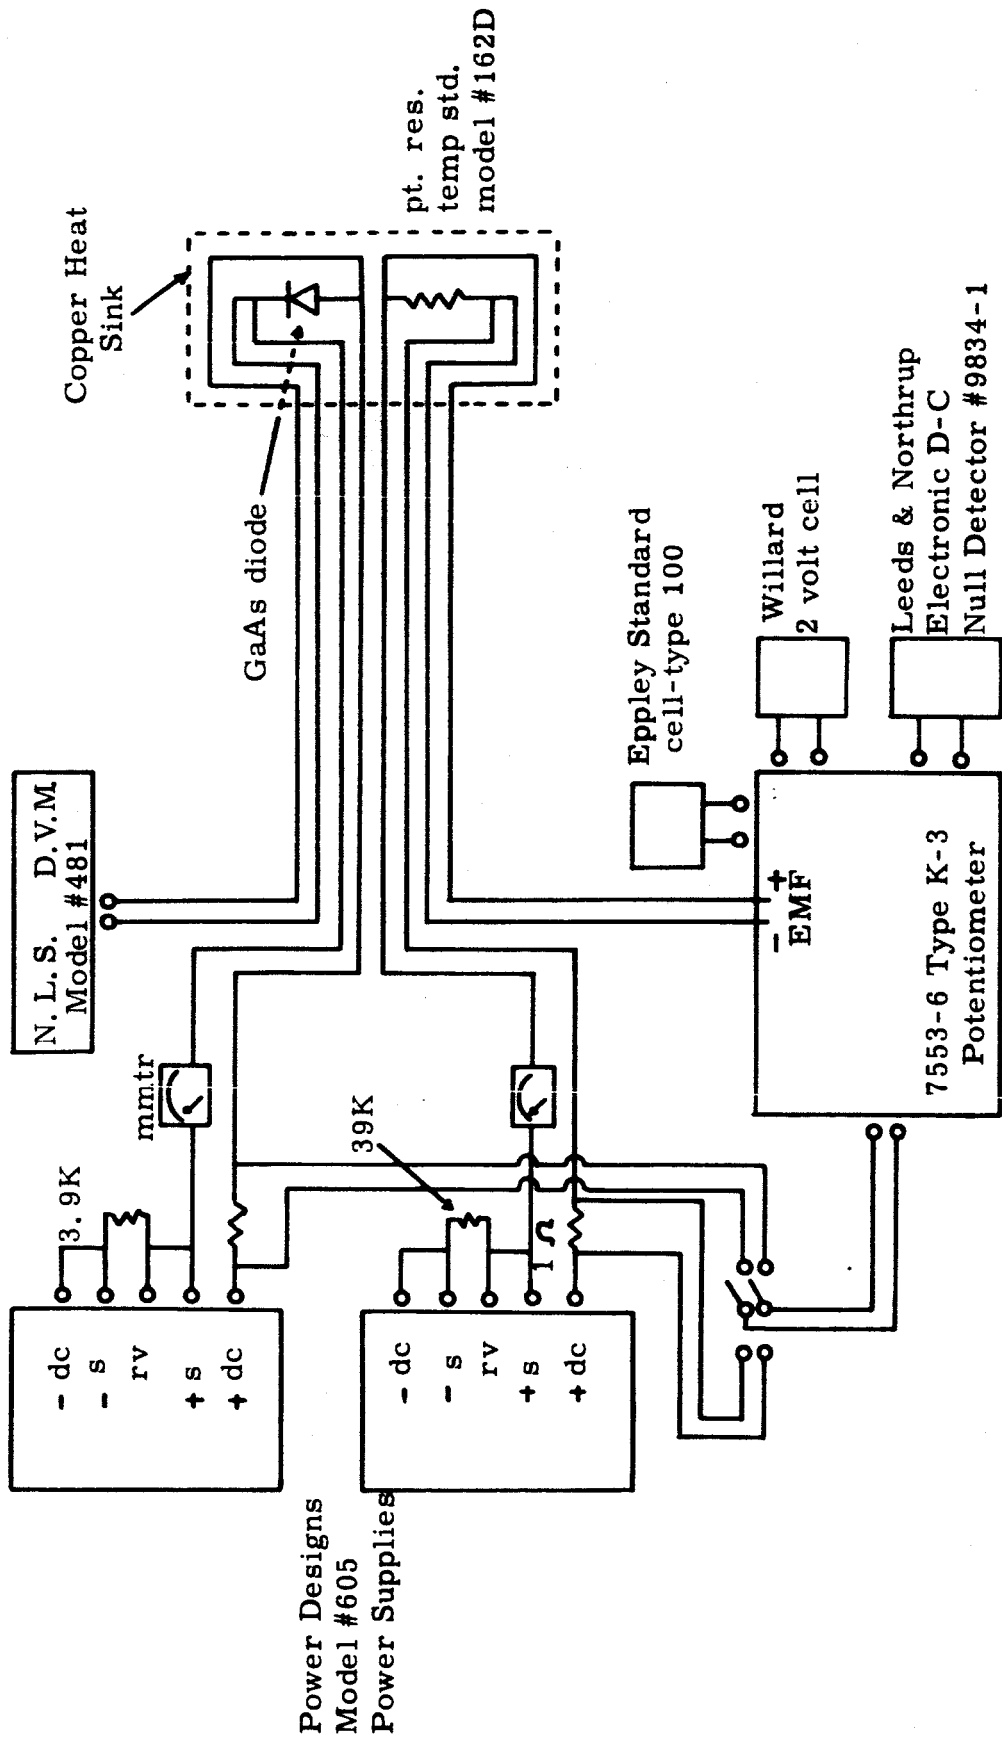 Copper Heat
Sink
pt. res.
temp std.
model #162D
GaAs diode
N. L. S. D. V. M.
Model #481
mmtr
3. 9K
- dc
- s
rv
+ s
+ dc
39K
1 Ω
- dc
- s
rv
+ s
+ dc
Power Designs
Model #605
Power Supplies
Eppley Standard
cell-type 100
Willard
2 volt cell
Leeds & Northrup
Electronic D-C
Null Detector #9834-1
- +
EMF
7553-6 Type K-3
Potentiometer